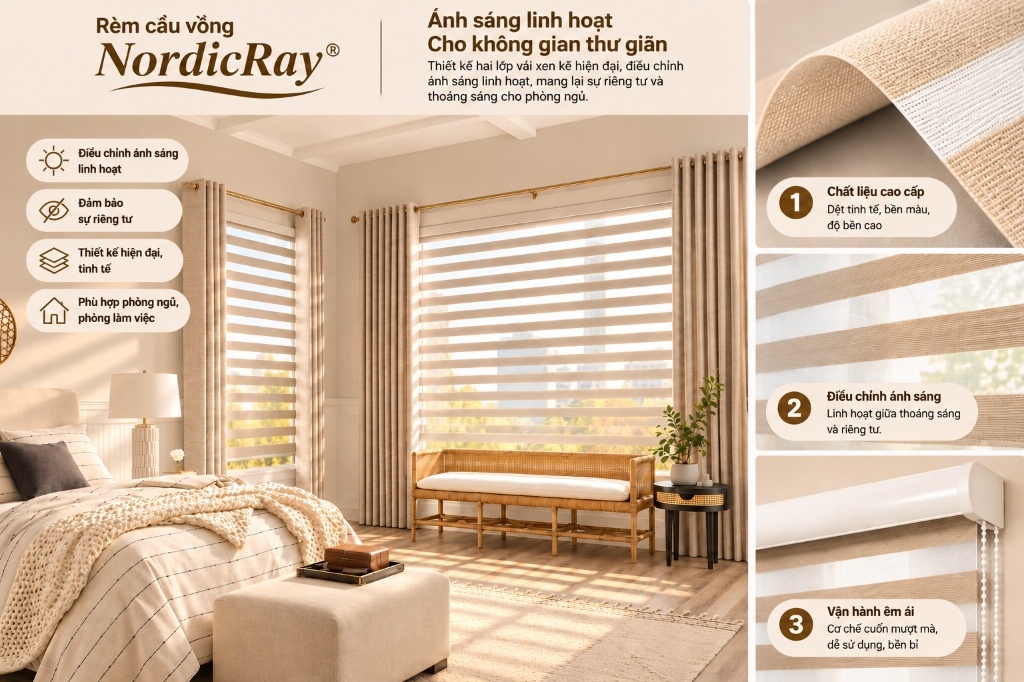 Rèm cầu vồng
NordicRay®
Ánh sáng linh hoạt
Cho không gian thư giãn
Thiết kế hai lớp vải xen kẽ hiện đại, điều chỉnh
ánh sáng linh hoạt, mang lại sự riêng tư và
thoáng sáng cho phòng ngủ.
Điều chỉnh ánh sáng
linh hoạt
Đảm bảo
sự riêng tư
Thiết kế hiện đại,
tinh tế
Phù hợp phòng ngủ,
phòng làm việc
1
Chất liệu cao cấp
Dệt tinh tế, bền màu,
độ bền cao
2
Điều chỉnh ánh sáng
Linh hoạt giữa thoáng sáng
và riêng tư.
3
Vận hành êm ái
Cơ chế cuốn mượt mà,
dễ sử dụng, bền bỉ